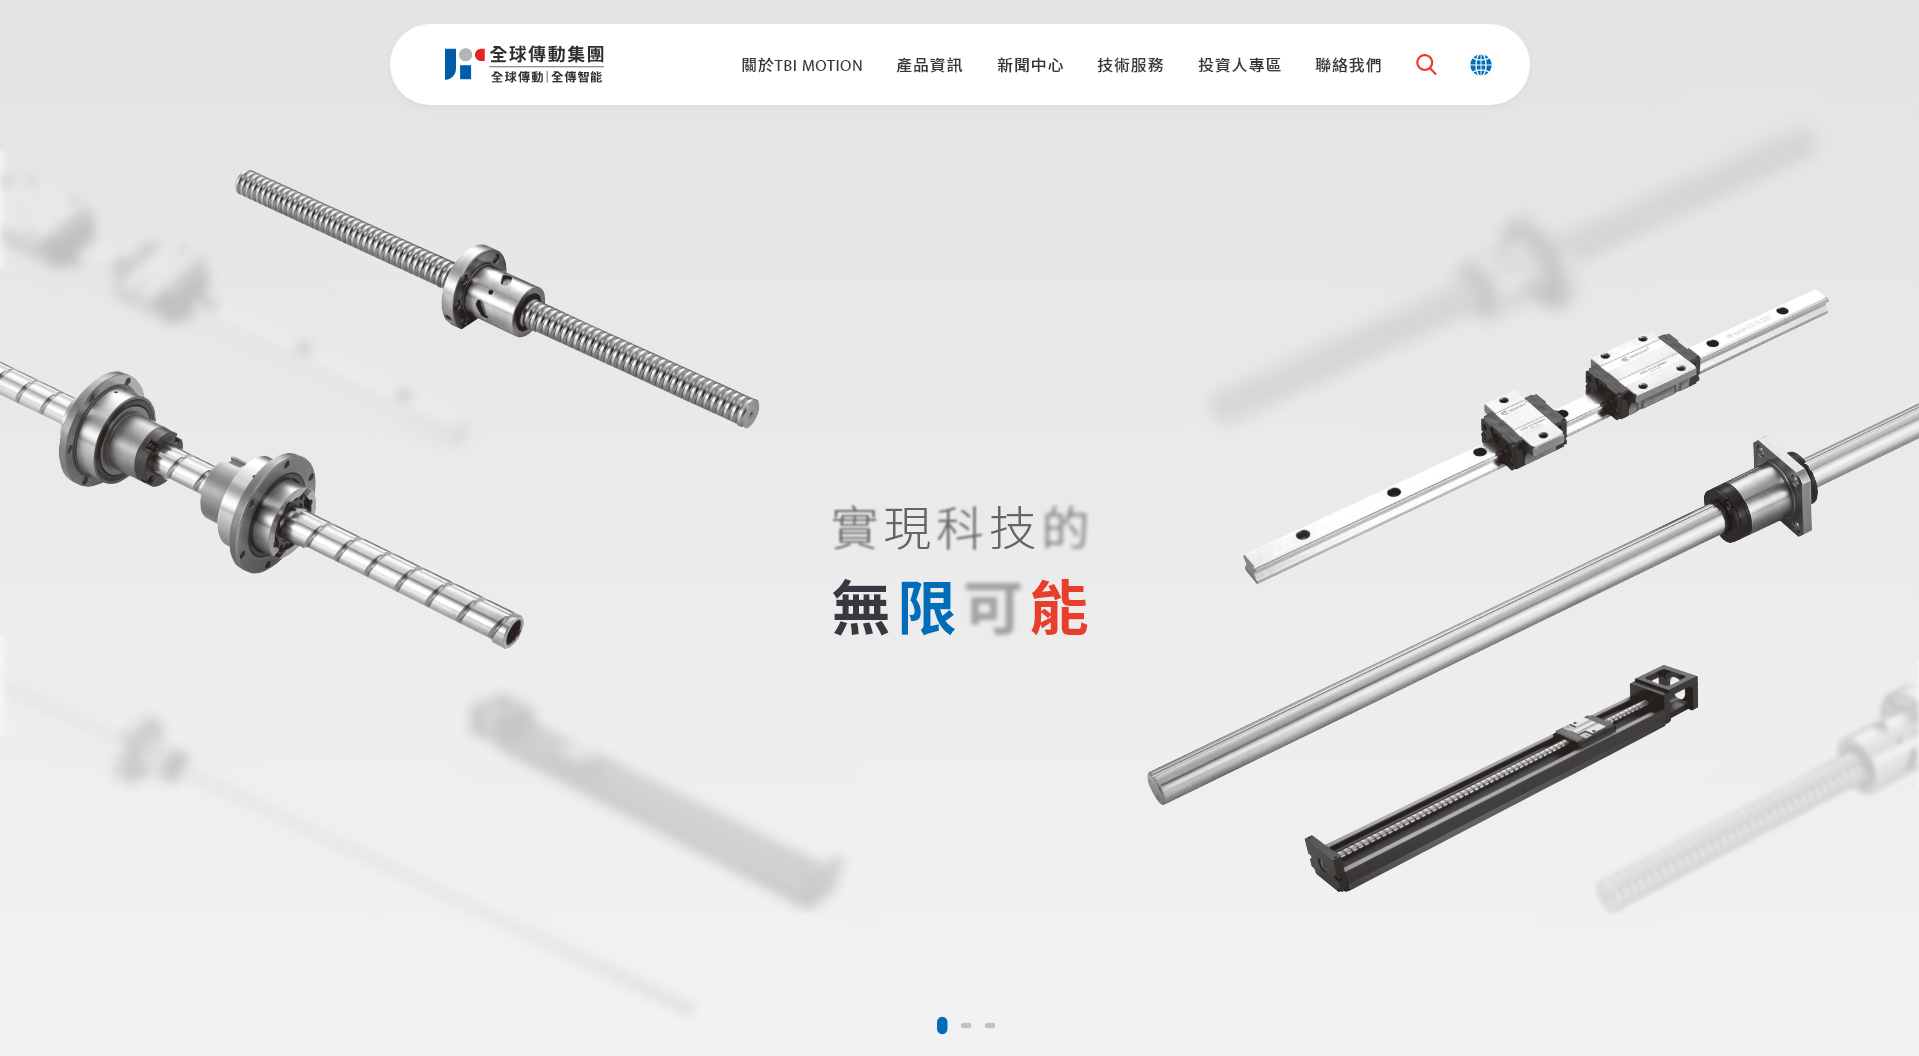 全球傳動集團
全球傳動|全傳智能
關於TBI MOTION
產品資訊
新聞中心
技術服務
投資人專區
聯絡我們
實現科技的
無限可能